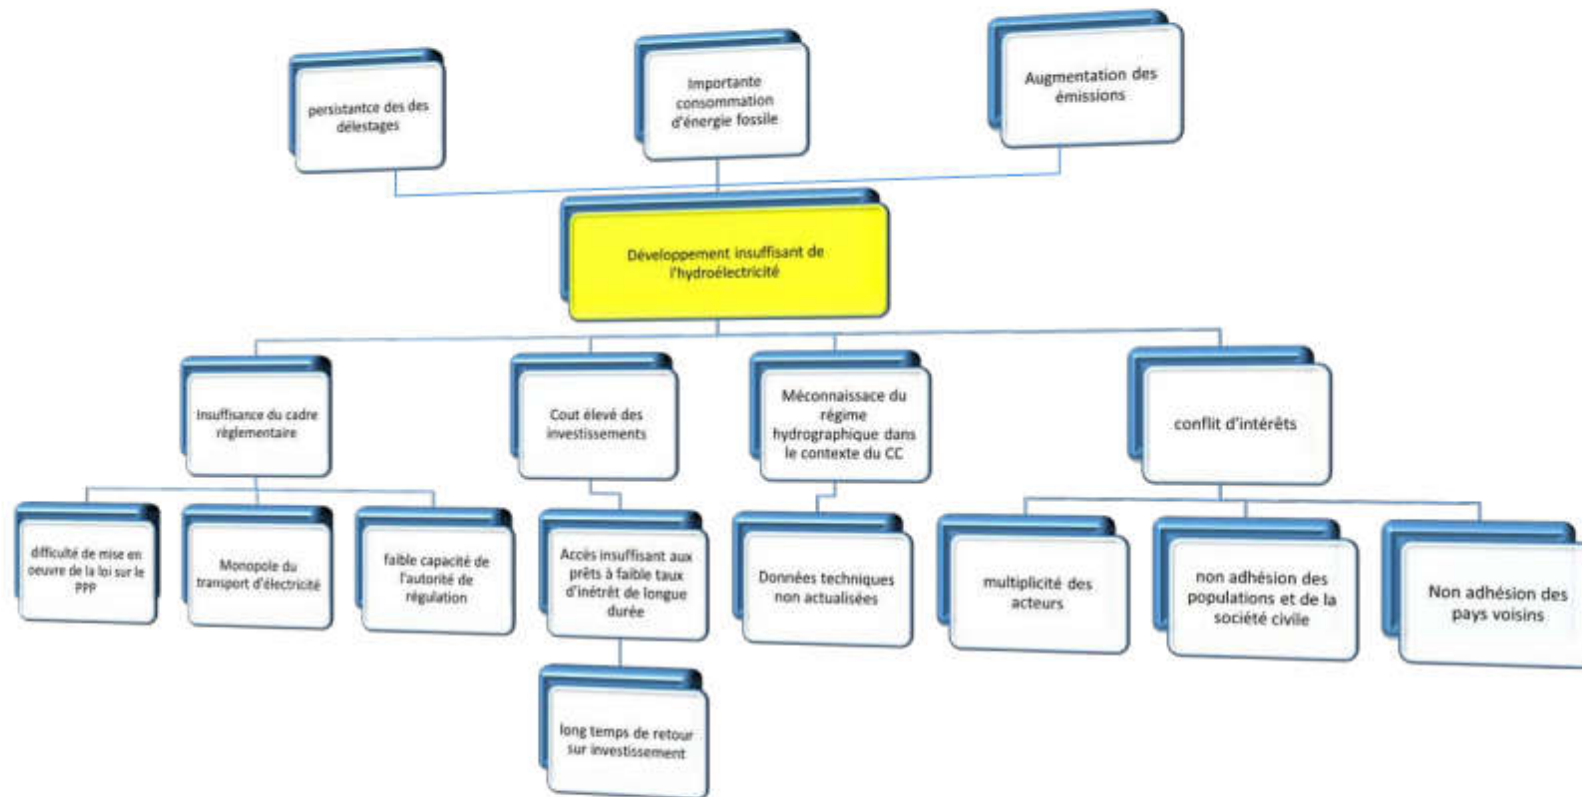 persistantce des des
délestages
Importante
consommation
d'énergie fossile
Augmentation des
émissions
Développement insuffisant de
l'hydroélectricité
Insuffisance du cadre
règlementaire
Cout élevé des
investissements
Méconnaissace du
régime
hydrographique dans
le contexte du CC
conflit d'intérêts
difficulté de mise en
oeuvre de la loi sur le
PPP
Monopole du
transport d'électricité
faible capacité de
l'autorité de
régulation
Accès insuffisant aux
prêts à faible taux
d'inétrêt de longue
durée
Données techniques
non actualisées
multiplicité des
acteurs
non adhésion des
populations et de la
société civile
Non adhésion des
pays voisins
long temps de retour
sur investissement